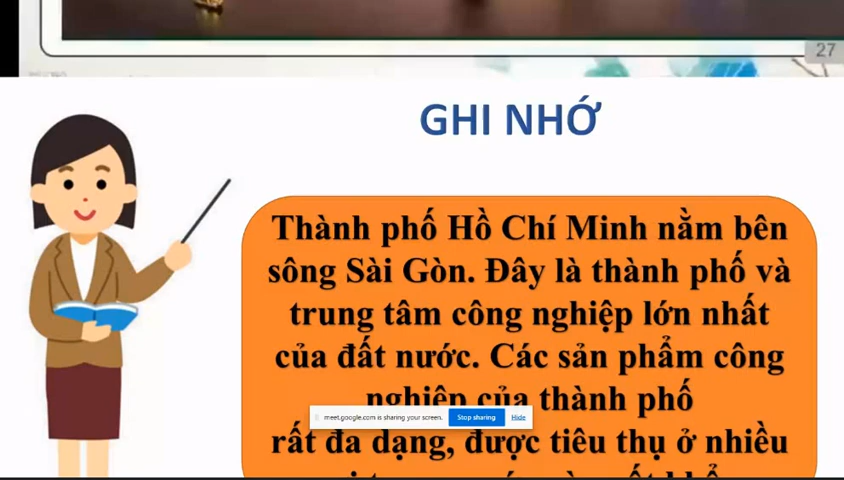 27
GHI NHỚ
Thành phố Hồ Chí Minh nằm bên
sông Sài Gòn. Đây là thành phố và
trung tâm công nghiệp lớn nhất
của đất nước. Các sản phẩm công
nghiệp của thành phố
meet.google.com is sharing your screen. Stop sharing Hide
rất đa dạng, được tiêu thụ ở nhiều